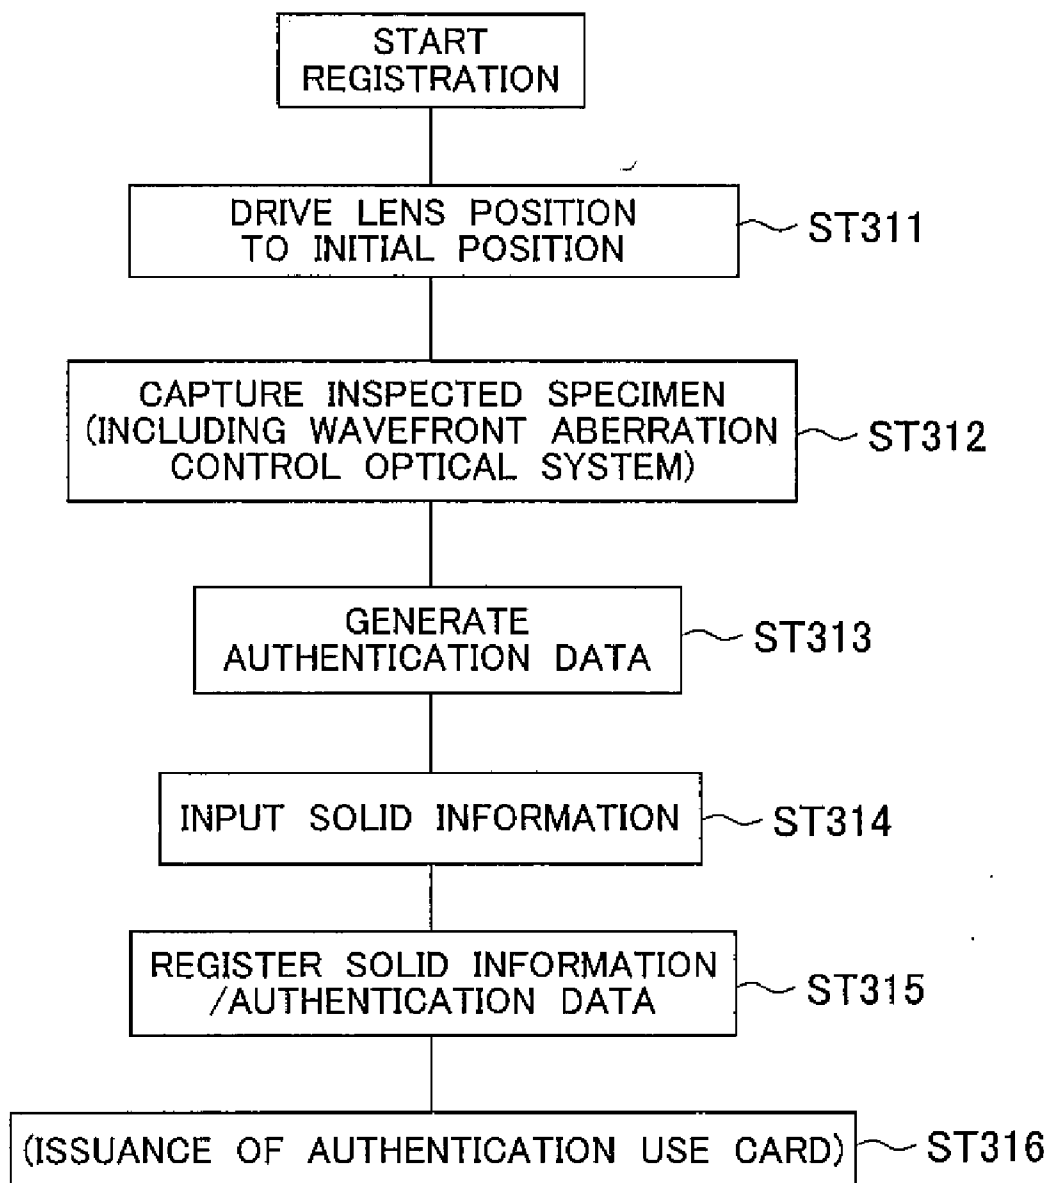 START
REGISTRATION
DRIVE LENS POSITION
TO INITIAL POSITION
ST311
CAPTURE INSPECTED SPECIMEN
(INCLUDING WAVEFRONT ABERRATION
CONTROL OPTICAL SYSTEM)
ST312
GENERATE
AUTHENTICATION DATA
ST313
INPUT SOLID INFORMATION
ST314
REGISTER SOLID INFORMATION
/AUTHENTICATION DATA
ST315
(ISSUANCE OF AUTHENTICATION USE CARD)
ST316